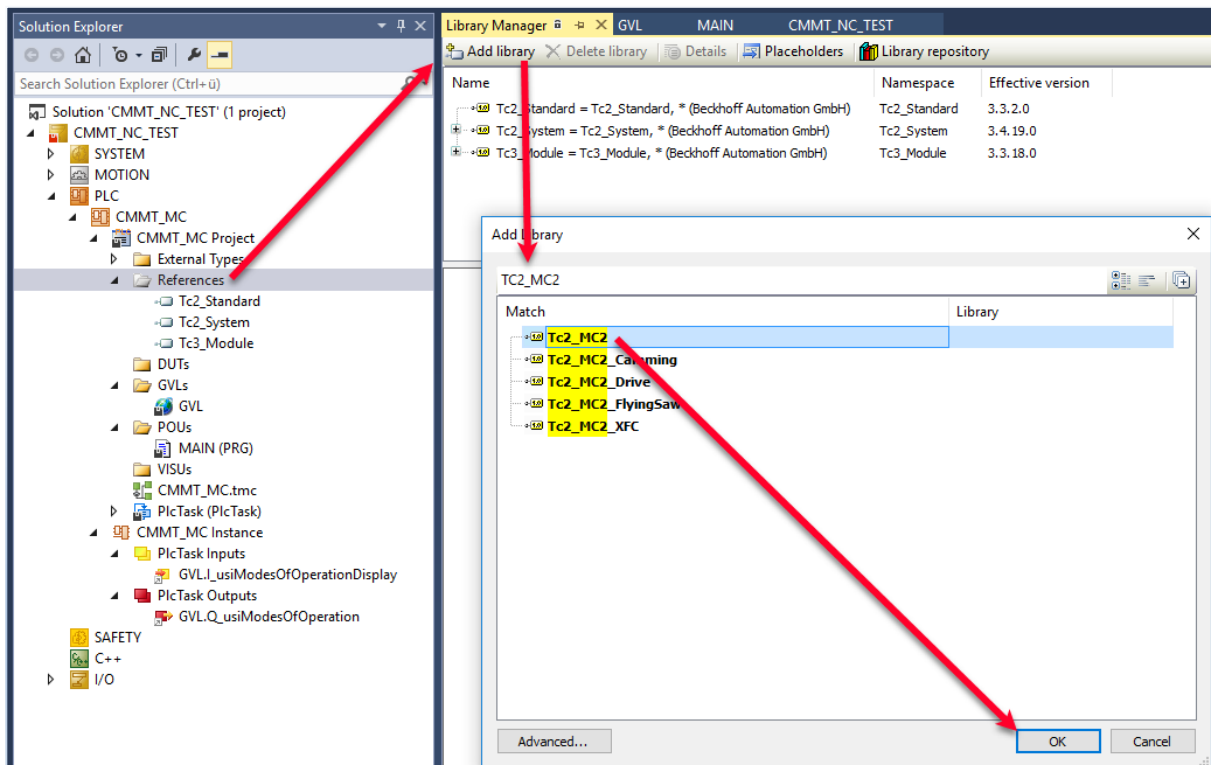 Solution Explorer
Search Solution Explorer (Ctrl+ü)
Solution 'CMMT_NC_TEST' (1 project)
CMMT_NC_TEST
SYSTEM
MOTION
PLC
CMMT_MC
CMMT_MC Project
External Types
References
Tc2_Standard
Tc2_System
Tc3_Module
DUTs
GVLs
GVL
POUs
MAIN (PRG)
VISUs
CMMT_MC.tmc
PlcTask (PlcTask)
CMMT_MC Instance
PlcTask Inputs
GVL.I_usiModesOfOperationDisplay
PlcTask Outputs
GVL.Q_usiModesOfOperation
SAFETY
C++
I/O
Library Manager GVL MAIN CMMT_NC_TEST
Add library Delete library Details Placeholders Library repository
Name Namespace Effective version
Tc2_Standard = Tc2_Standard, * (Beckhoff Automation GmbH) Tc2_Standard 3.3.2.0
Tc2_System = Tc2_System, * (Beckhoff Automation GmbH) Tc2_System 3.4.19.0
Tc3_Module = Tc3_Module, * (Beckhoff Automation GmbH) Tc3_Module 3.3.18.0
Add Library
TC2_MC2
Match Library
Tc2_MC2
Tc2_MC2_Camming
Tc2_MC2_Drive
Tc2_MC2_FlyingSaw
Tc2_MC2_XFC
Advanced... OK Cancel